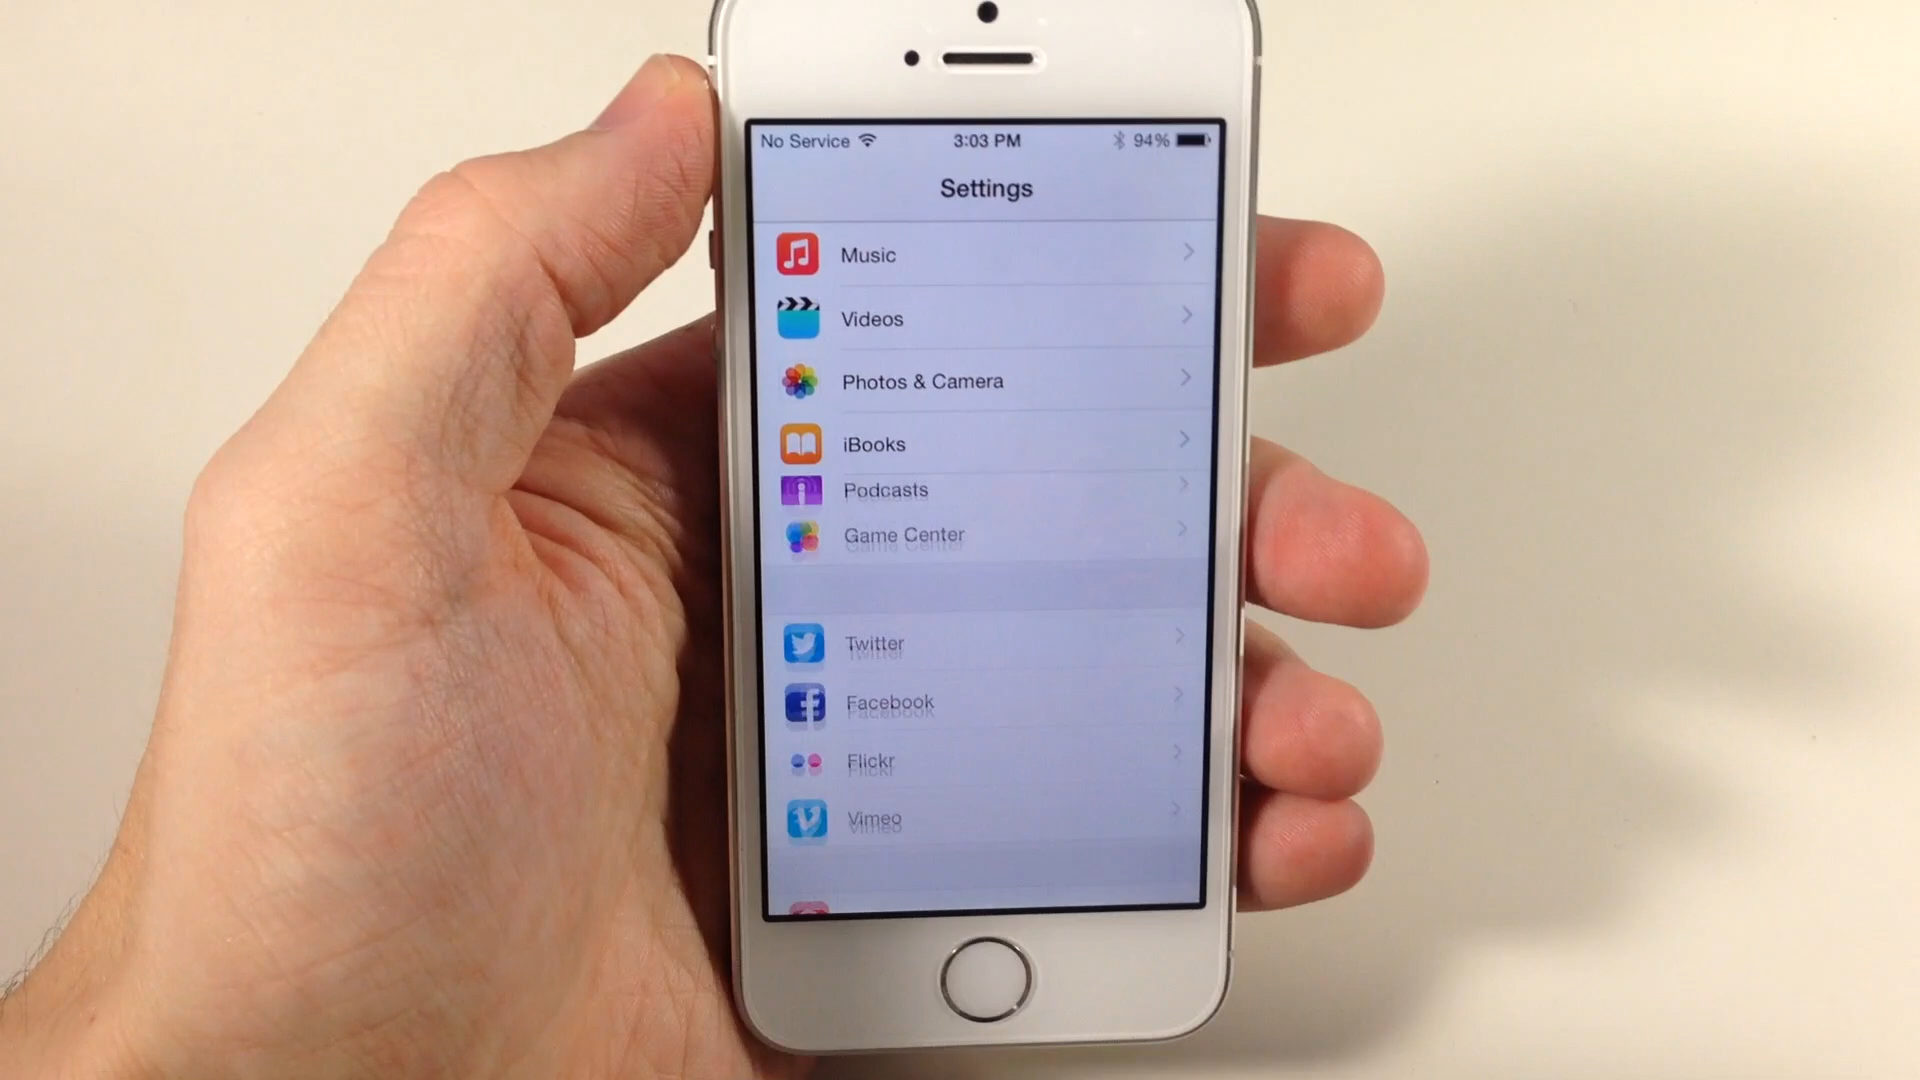 No Service 3:03 PM 94%
Settings
Music
Videos
Photos & Camera
iBooks
Podcasts
Game Center
Twitter
Facebook
Flickr
Vimeo